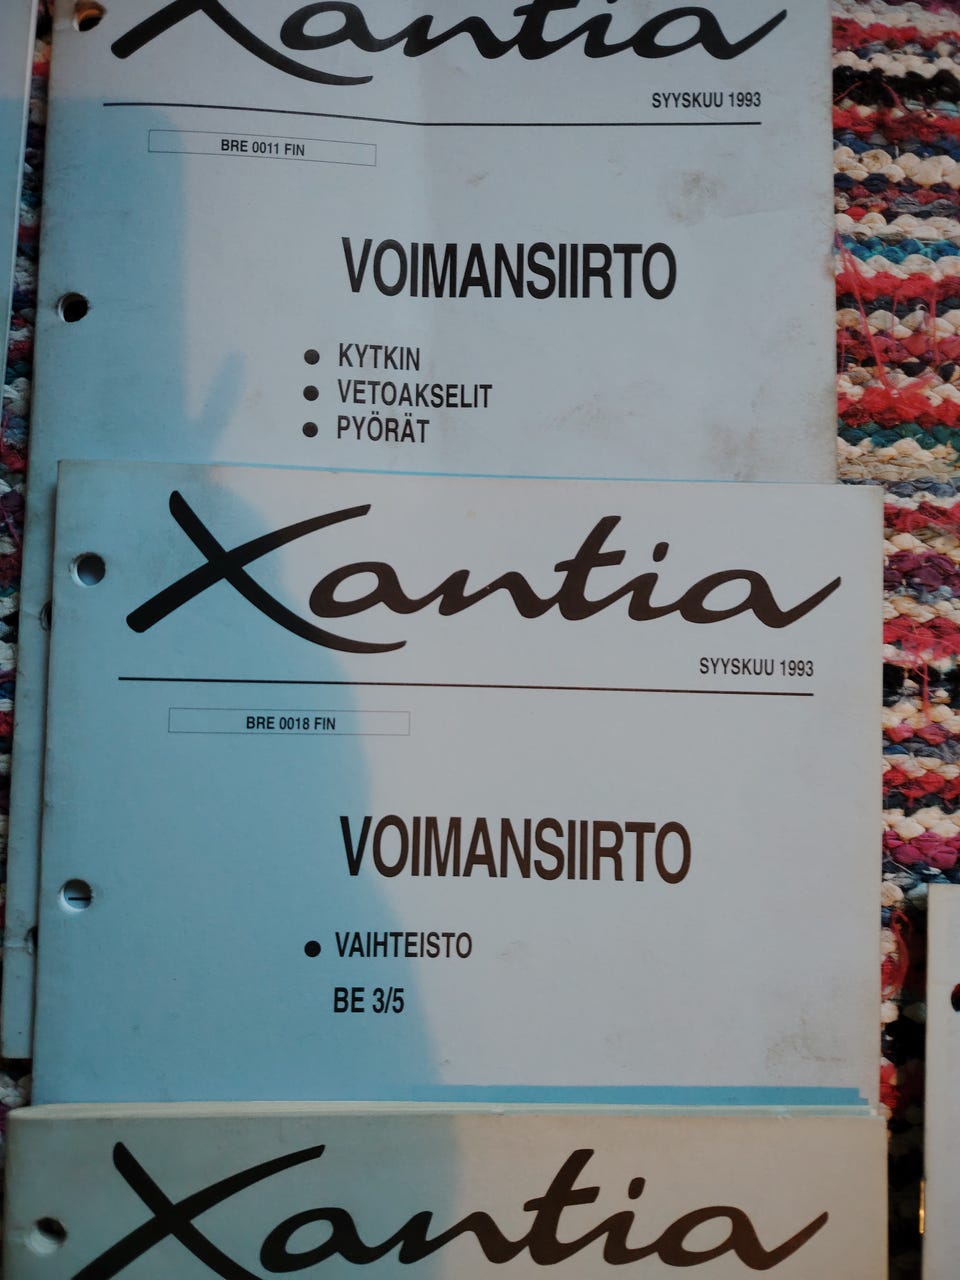 Xantia
SYYSKUU 1993
BRE 0011 FIN
VOIMANSIIRTO
● KYTKIN
● VETOAKSELIT
● PYÖRÄT
Xantia
SYYSKUU 1993
BRE 0018 FIN
VOIMANSIIRTO
● VAIHTEISTO
BE 3/5
Xantia